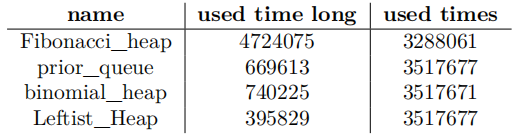 name used time long used times
Fibonacci_heap 4724075 3288061
prior_queue 669613 3517677
binomial_heap 740225 3517671
Leftist_Heap 395829 3517677